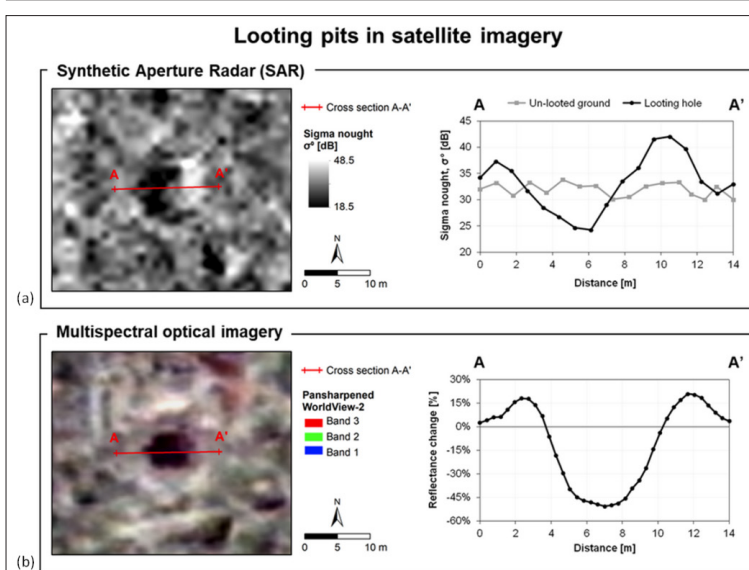 Looting pits in satellite imagery
Synthetic Aperture Radar (SAR)
A
A'
Cross section A-A'
Sigma nought
σ° [dB]
48.5
18.5
N
0 5 10 m
A
Un-looted ground
Looting hole
A'
Sigma nought, σ° [dB]
45
40
35
30
25
20
0 2 4 6 8 10 12 14
Distance [m]
(a)
Multispectral optical imagery
A
A'
Cross section A-A'
Pansharpened
WorldView-2
Band 3
Band 2
Band 1
N
0 5 10 m
A
A'
Reflectance change [%]
30%
15%
0%
-15%
-30%
-45%
-60%
0 2 4 6 8 10 12 14
Distance [m]
(b)